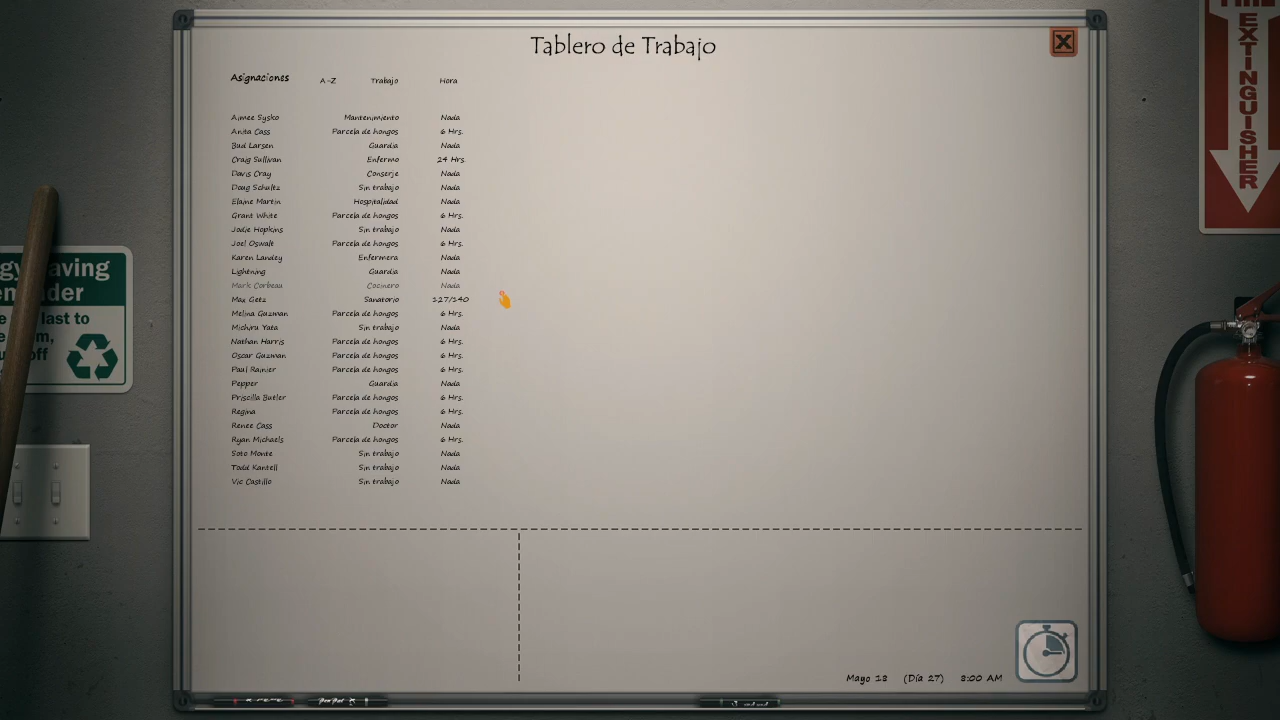 Tablero de Trabajo
Asignaciones A-Z Trabajo Hora
Aimee Sysko Mantenimiento Nada
Anita Cass Parcela de hongos 6 Hrs.
Bud Larsen Guardia Nada
Craig Sullivan Enfermo 24 Hrs.
Davis Cray Conserje Nada
Doug Schultz Sin trabajo Nada
Elaine Martin Hospitalidad Nada
Grant White Parcela de hongos 6 Hrs.
Jodie Hopkins Sin trabajo Nada
Joel Oswalt Parcela de hongos 6 Hrs.
Karen Landey Enfermera Nada
Lightning Guardia Nada
Mark Corbeau Cocinero Nada
Max Getz Sanatorio 127/140
Melina Guzman Parcela de hongos 6 Hrs.
Michiru Yata Sin trabajo Nada
Nathan Harris Parcela de hongos 6 Hrs.
Oscar Guzman Parcela de hongos 6 Hrs.
Paul Rainier Parcela de hongos 6 Hrs.
Pepper Guardia Nada
Priscilla Butler Parcela de hongos 6 Hrs.
Regina Parcela de hongos 6 Hrs.
Renee Cass Doctor Nada
Ryan Michaels Parcela de hongos 6 Hrs.
Soto Monte Sin trabajo Nada
Todd Kantell Sin trabajo Nada
Vic Castillo Sin trabajo Nada
Mayo 13 (Día 27) 8:00 AM
EXTINGUISHER
last to
off